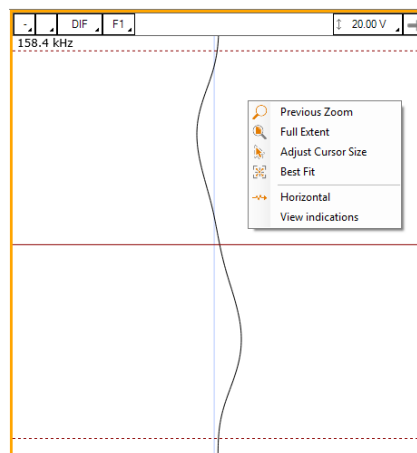 - DIF F1 20.00 V
158.4 kHz
Previous Zoom
Full Extent
Adjust Cursor Size
Best Fit
Horizontal
View indications